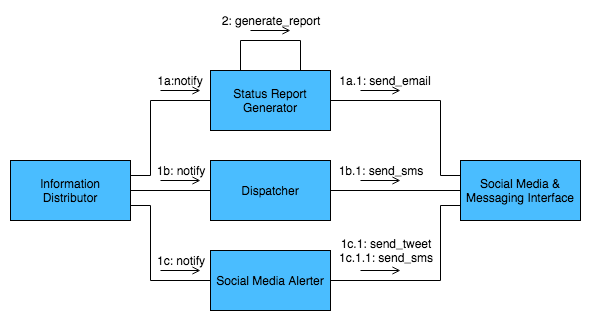 2: generate_report
1a:notify
Status Report
Generator
1a.1: send_email
1b: notify
1b.1: send_sms
Information
Distributor
Dispatcher
Social Media &
Messaging Interface
1c.1: send_tweet
1c: notify
1c.1.1: send_sms
Social Media Alerter